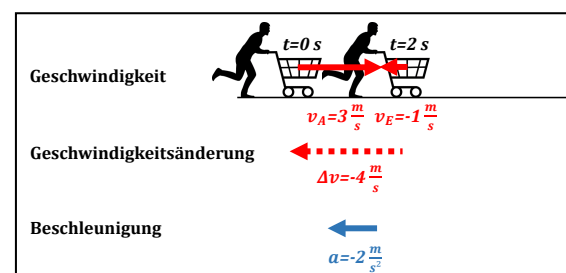 t=0 s t=2 s
Geschwindigkeit
v_A=3 m/s v_E=-1 m/s
Geschwindigkeitsänderung
Δv=-4 m/s
Beschleunigung
a=-2 m/s²